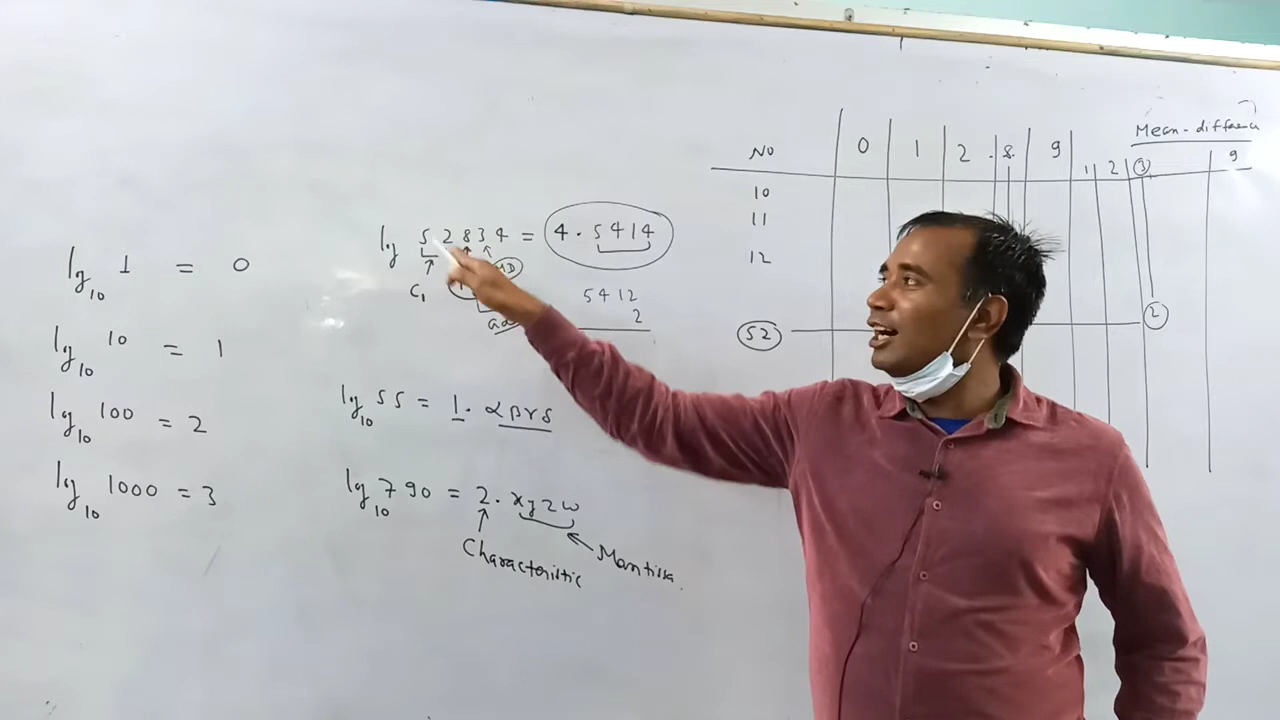 log₁₀ 1 = 0
log₁₀ 10 = 1
log₁₀ 100 = 2
log₁₀ 1000 = 3
log 52834 = 4.5414
C₁
5412
2
log₁₀ 55 = 1.αβγδ
log₁₀ 790 = 2.xyzw
Characteristic
Mantissa.
Mean-difference
No 0 1 2 . 8. 9 1 2 3 9
10
11
12
52 2